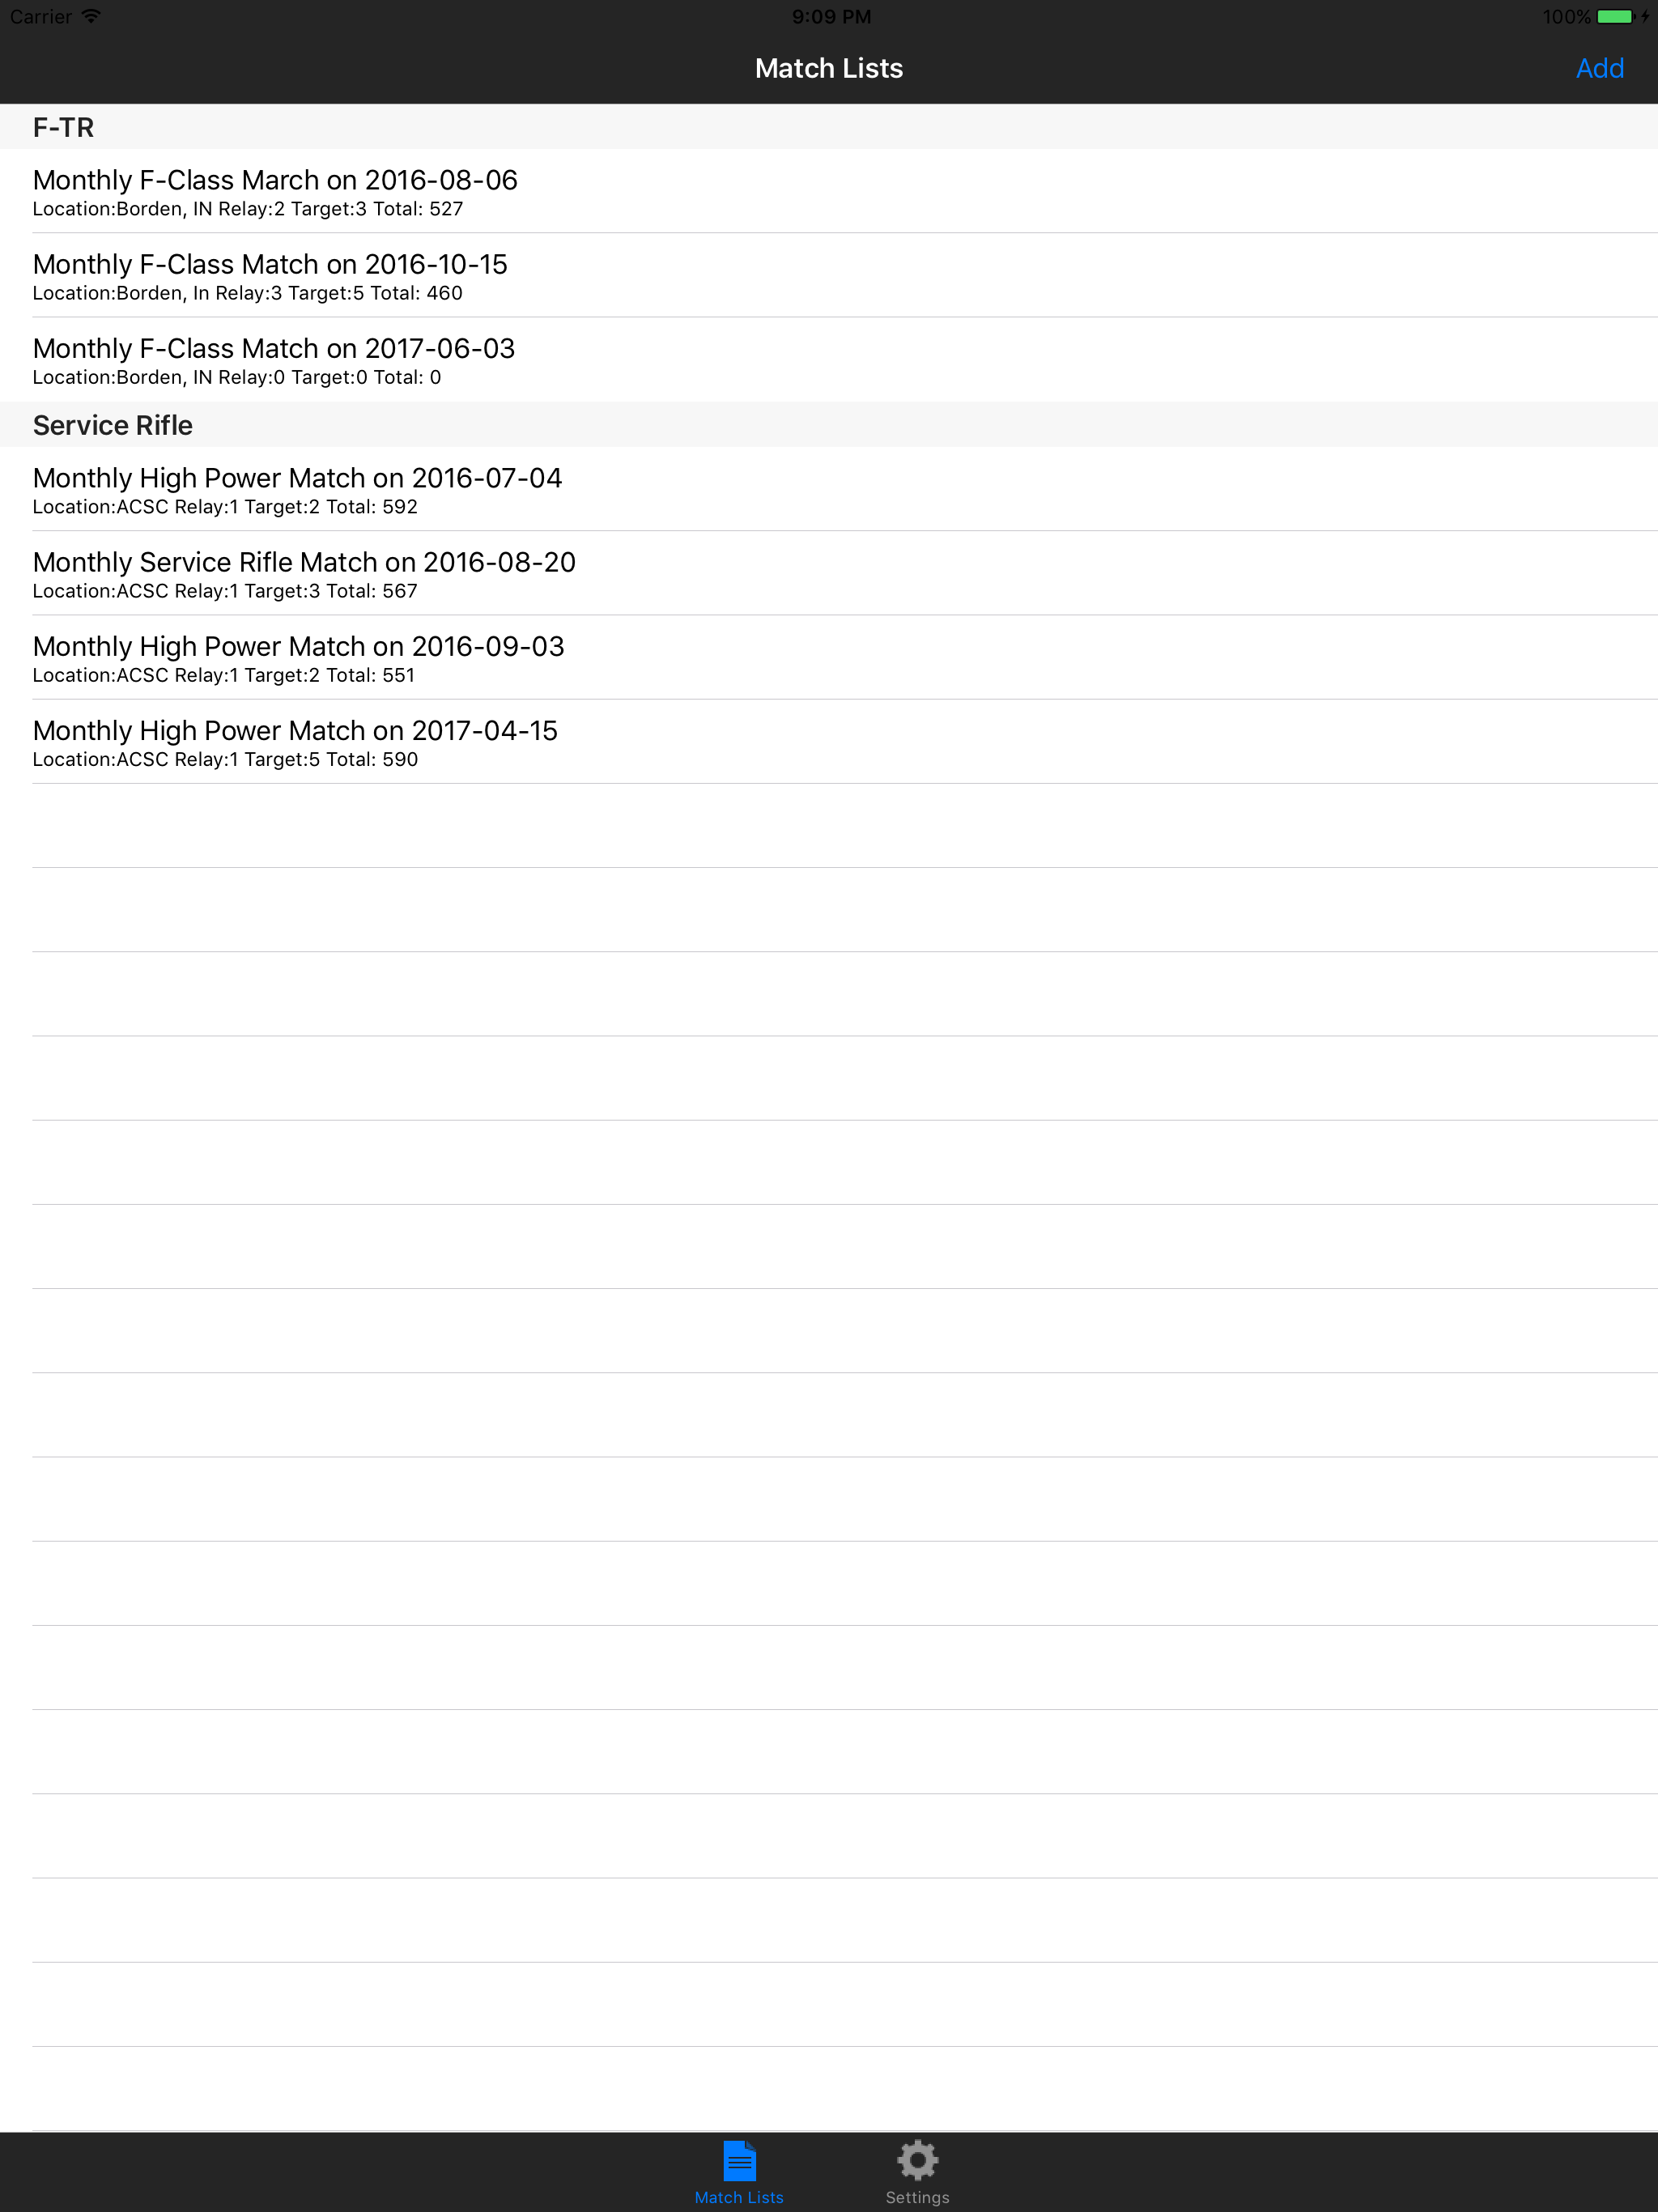 Carrier 9:09 PM 100%
Match Lists Add
F-TR
Monthly F-Class March on 2016-08-06
Location:Borden, IN Relay:2 Target:3 Total: 527
Monthly F-Class Match on 2016-10-15
Location:Borden, In Relay:3 Target:5 Total: 460
Monthly F-Class Match on 2017-06-03
Location:Borden, IN Relay:0 Target:0 Total: 0
Service Rifle
Monthly High Power Match on 2016-07-04
Location:ACSC Relay:1 Target:2 Total: 592
Monthly Service Rifle Match on 2016-08-20
Location:ACSC Relay:1 Target:3 Total: 567
Monthly High Power Match on 2016-09-03
Location:ACSC Relay:1 Target:2 Total: 551
Monthly High Power Match on 2017-04-15
Location:ACSC Relay:1 Target:5 Total: 590
Match Lists Settings